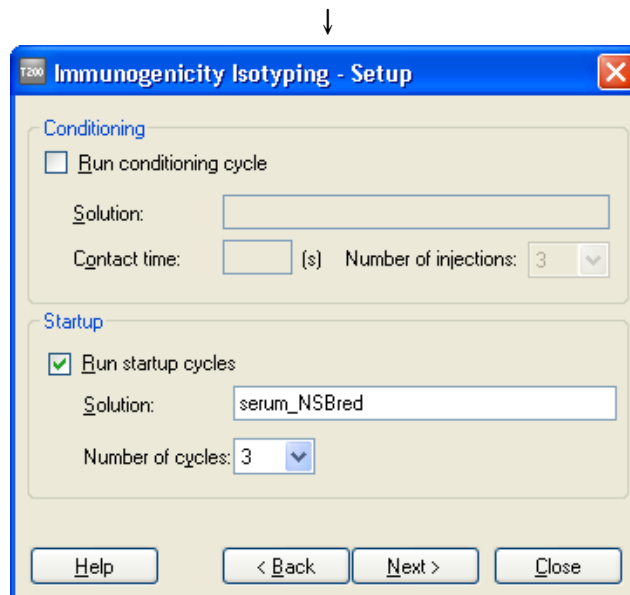 ↓
T200 Immunogenicity Isotyping - Setup
Conditioning
Run conditioning cycle
Solution:
Contact time: (s) Number of injections: 3
Startup
Run startup cycles
Solution: serum_NSBred
Number of cycles: 3
Help < Back Next > Close